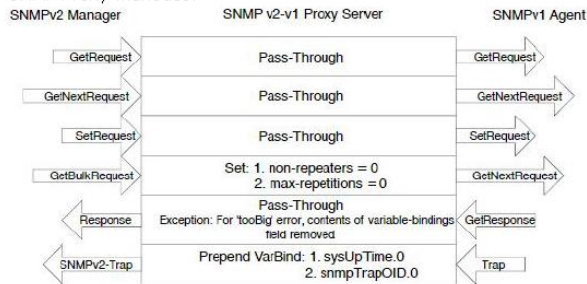 SNMPv2 Manager
SNMP v2-v1 Proxy Server
SNMPv1 Agent
GetRequest
Pass-Through
GetRequest
GetNextRequest
Pass-Through
GetNextRequest
SetRequest
Pass-Through
SetRequest
GetBulkRequest
Set: 1. non-repeaters = 0
2. max-repetitions = 0
GetNextRequest
Response
Pass-Through
Exception: For 'tooBig' error, contents of variable-bindings
field removed
GetResponse
SNMPv2-Trap
Prepend VarBind: 1. sysUpTime.0
2. snmpTrapOID.0
Trap